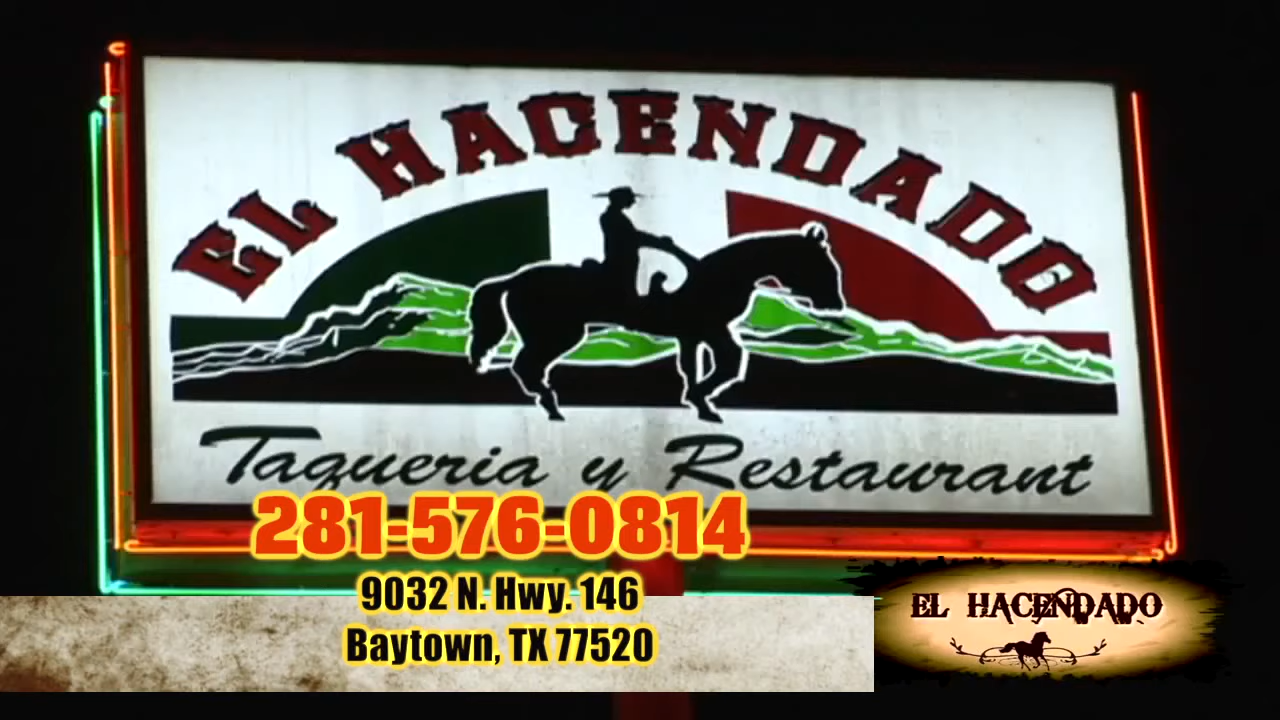 EL HACENDADO
Taqueria y Restaurant
281-576-0814
9032 N. Hwy. 146
Baytown, TX 77520
EL HACENDADO